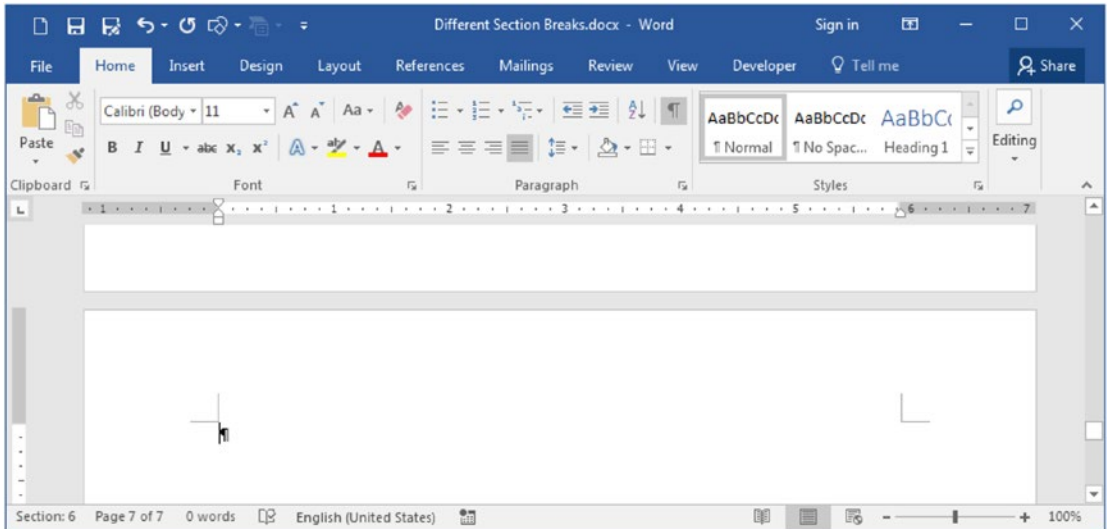 Different Section Breaks.docx - Word Sign in
File Home Insert Design Layout References Mailings Review View Developer Tell me Share
Calibri (Body 11 A A Aa
Paste B I U abc X₂ X² A aby A
AaBbCcDc AaBbCcDc AaBbC
¶ Normal ¶ No Spac... Heading 1
Editing
Clipboard Font Paragraph Styles
L 1 1 2 3 4 5 6 7
¶
Section: 6 Page 7 of 7 0 words English (United States) 100%